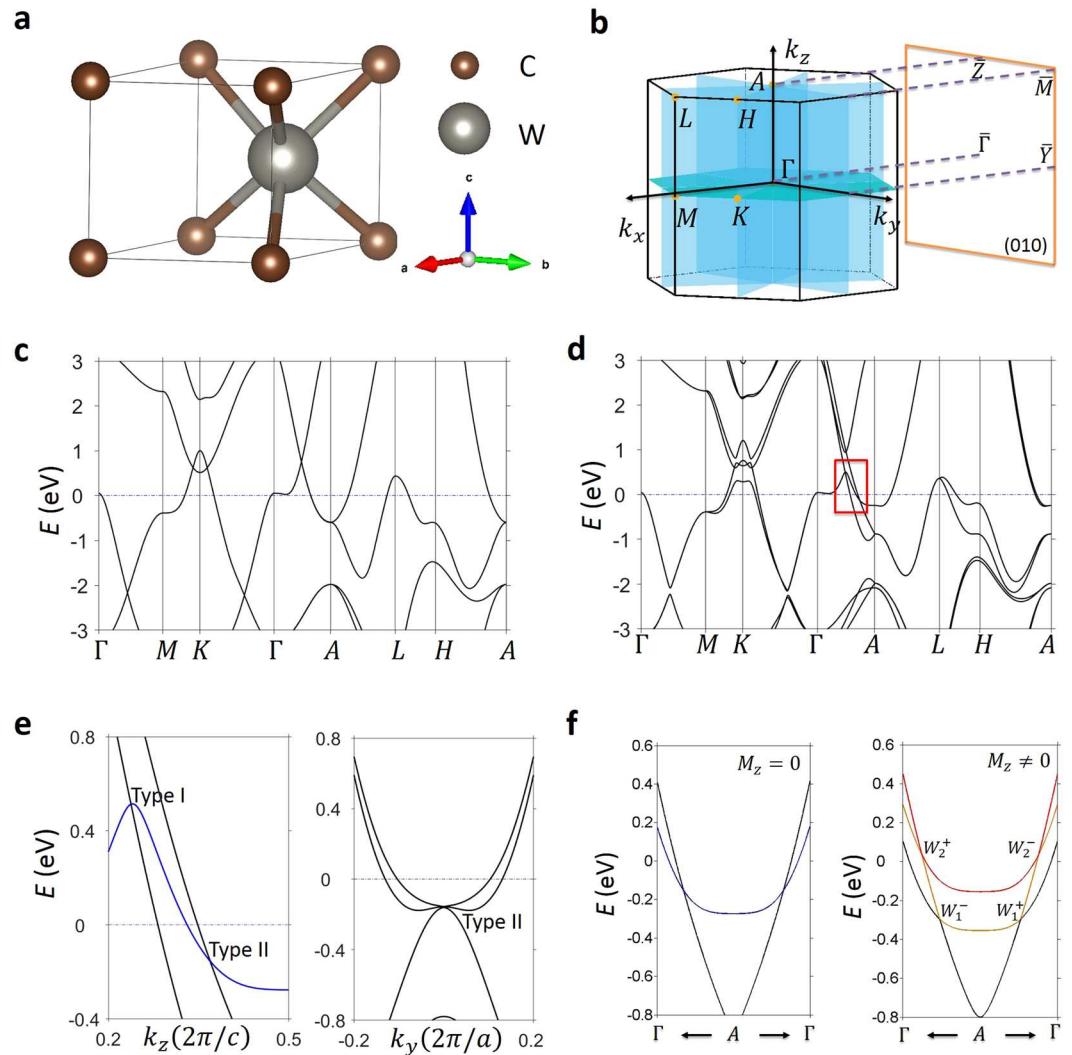 a
C
W
c
a
b
b
k_z
A
L
H
Γ
M
K
k_x
k_y
Z̄
M̄
Γ̄
Ȳ
(010)
c
E (eV)
3
2
1
0
-1
-2
-3
Γ M K Γ A L H A
d
E (eV)
3
2
1
0
-1
-2
-3
Γ M K Γ A L H A
e
E (eV)
0.8
0.4
0
-0.4
Type I
Type II
0.2 k_z(2π/c) 0.5
0.8
0.4
0
-0.4
-0.8
Type II
-0.2 k_y(2π/a) 0.2
f
E (eV)
0.6
0.4
0.2
0
-0.2
-0.4
-0.6
-0.8
M_z = 0
Γ ← A → Γ
E (eV)
0.6
0.4
0.2
0
-0.2
-0.4
-0.6
-0.8
M_z ≠ 0
W_2^+ W_2^-
W_1^- W_1^+
Γ ← A → Γ